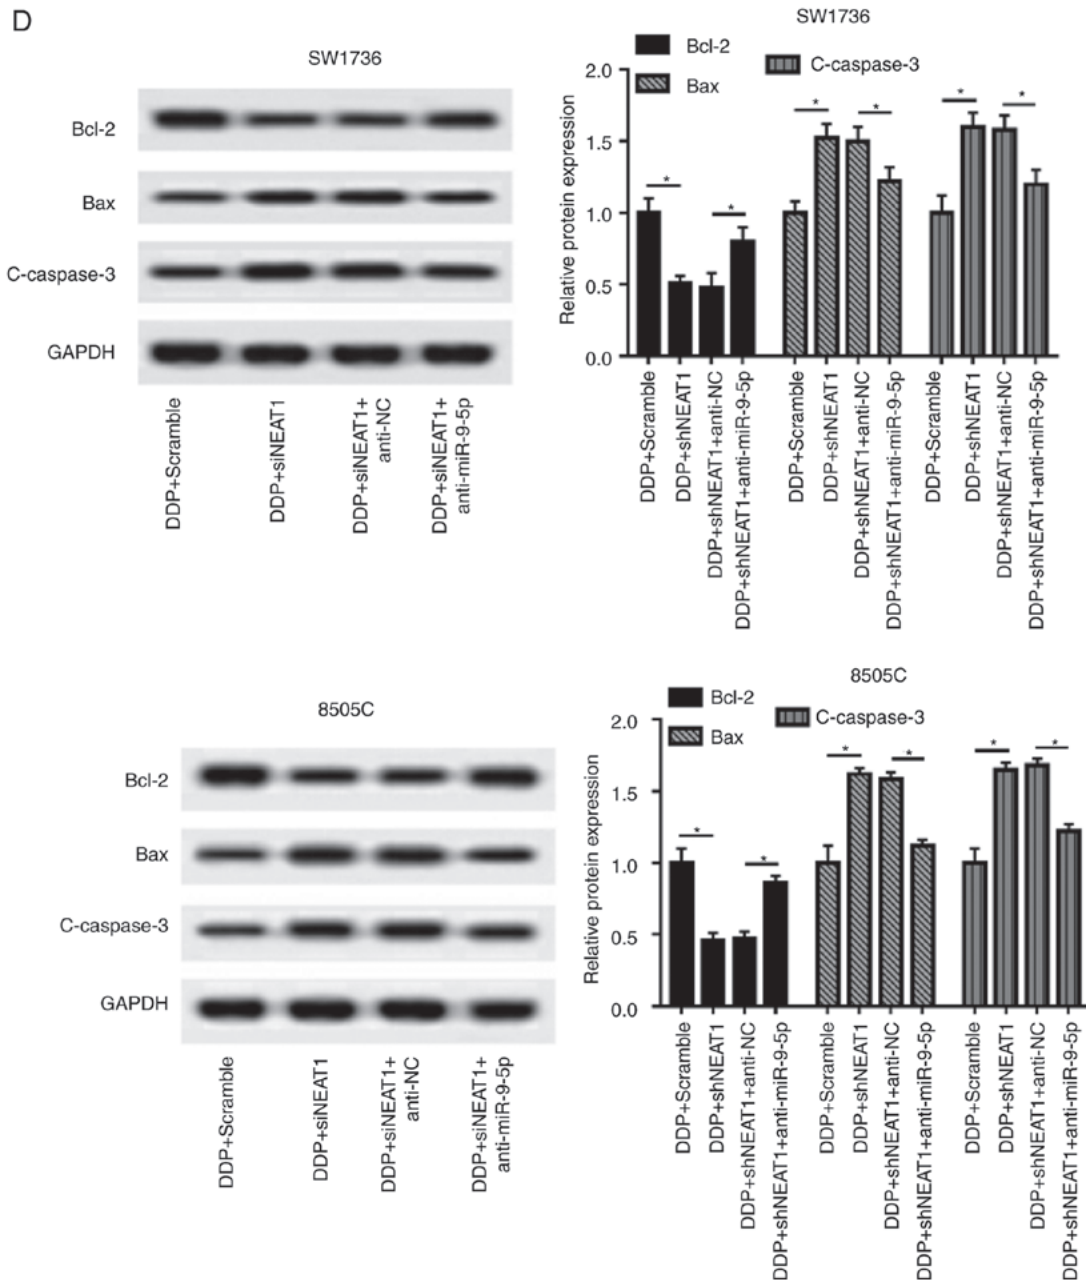 D
SW1736
Bcl-2
Bax
C-caspase-3
GAPDH
DDP+Scramble
DDP+siNEAT1
DDP+siNEAT1+
anti-NC
DDP+siNEAT1+
anti-miR-9-5p
SW1736
Bcl-2
Bax
C-caspase-3
Relative protein expression
2.0
1.5
1.0
0.5
0.0
* * * * * *
DDP+Scramble
DDP+shNEAT1
DDP+shNEAT1+anti-NC
DDP+shNEAT1+anti-miR-9-5p
DDP+Scramble
DDP+shNEAT1
DDP+shNEAT1+anti-NC
DDP+shNEAT1+anti-miR-9-5p
DDP+Scramble
DDP+shNEAT1
DDP+shNEAT1+anti-NC
DDP+shNEAT1+anti-miR-9-5p
8505C
Bcl-2
Bax
C-caspase-3
GAPDH
DDP+Scramble
DDP+siNEAT1
DDP+siNEAT1+
anti-NC
DDP+siNEAT1+
anti-miR-9-5p
8505C
Bcl-2
Bax
C-caspase-3
Relative protein expression
2.0
1.5
1.0
0.5
0.0
* * * * * *
DDP+Scramble
DDP+shNEAT1
DDP+shNEAT1+anti-NC
DDP+shNEAT1+anti-miR-9-5p
DDP+Scramble
DDP+shNEAT1
DDP+shNEAT1+anti-NC
DDP+shNEAT1+anti-miR-9-5p
DDP+Scramble
DDP+shNEAT1
DDP+shNEAT1+anti-NC
DDP+shNEAT1+anti-miR-9-5p